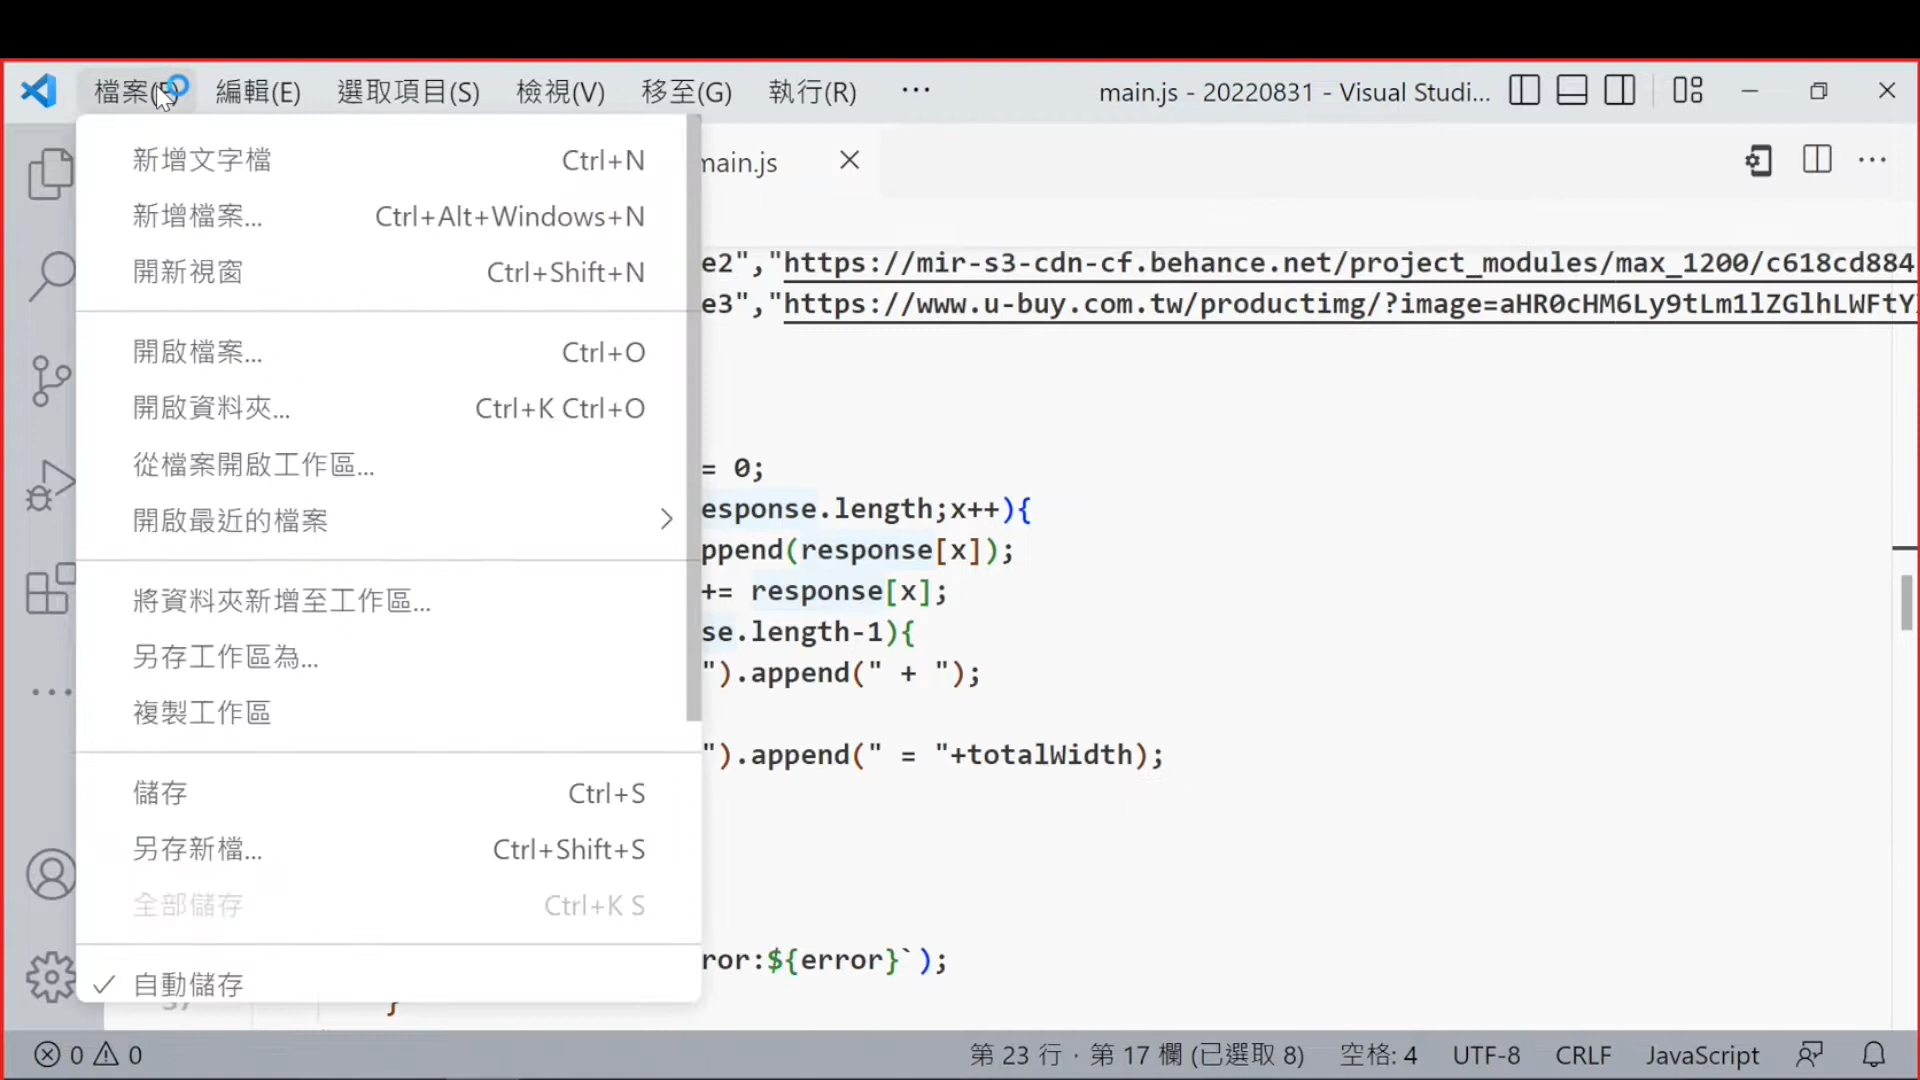 檔案(F) 編輯(E) 選取項目(S) 檢視(V) 移至(G) 執行(R) ··· main.js - 20220831 - Visual Studi...
main.js
新增文字檔 Ctrl+N
新增檔案... Ctrl+Alt+Windows+N
開新視窗 Ctrl+Shift+N
開啟檔案... Ctrl+O
開啟資料夾... Ctrl+K Ctrl+O
從檔案開啟工作區...
開啟最近的檔案
將資料夾新增至工作區...
另存工作區為...
複製工作區
儲存 Ctrl+S
另存新檔... Ctrl+Shift+S
全部儲存 Ctrl+K S
自動儲存
e2","https://mir-s3-cdn-cf.behance.net/project_modules/max_1200/c618cd884
e3","https://www.u-buy.com.tw/productimg/?image=aHR0cHM6Ly9tLm1lZGlhLWFtY
= 0;
esponse.length;x++){
ppend(response[x]);
+= response[x];
se.length-1){
").append(" + ");
").append(" = "+totalWidth);
ror:${error}`);
37 }
0 0 第 23 行，第 17 欄 (已選取 8) 空格: 4 UTF-8 CRLF JavaScript